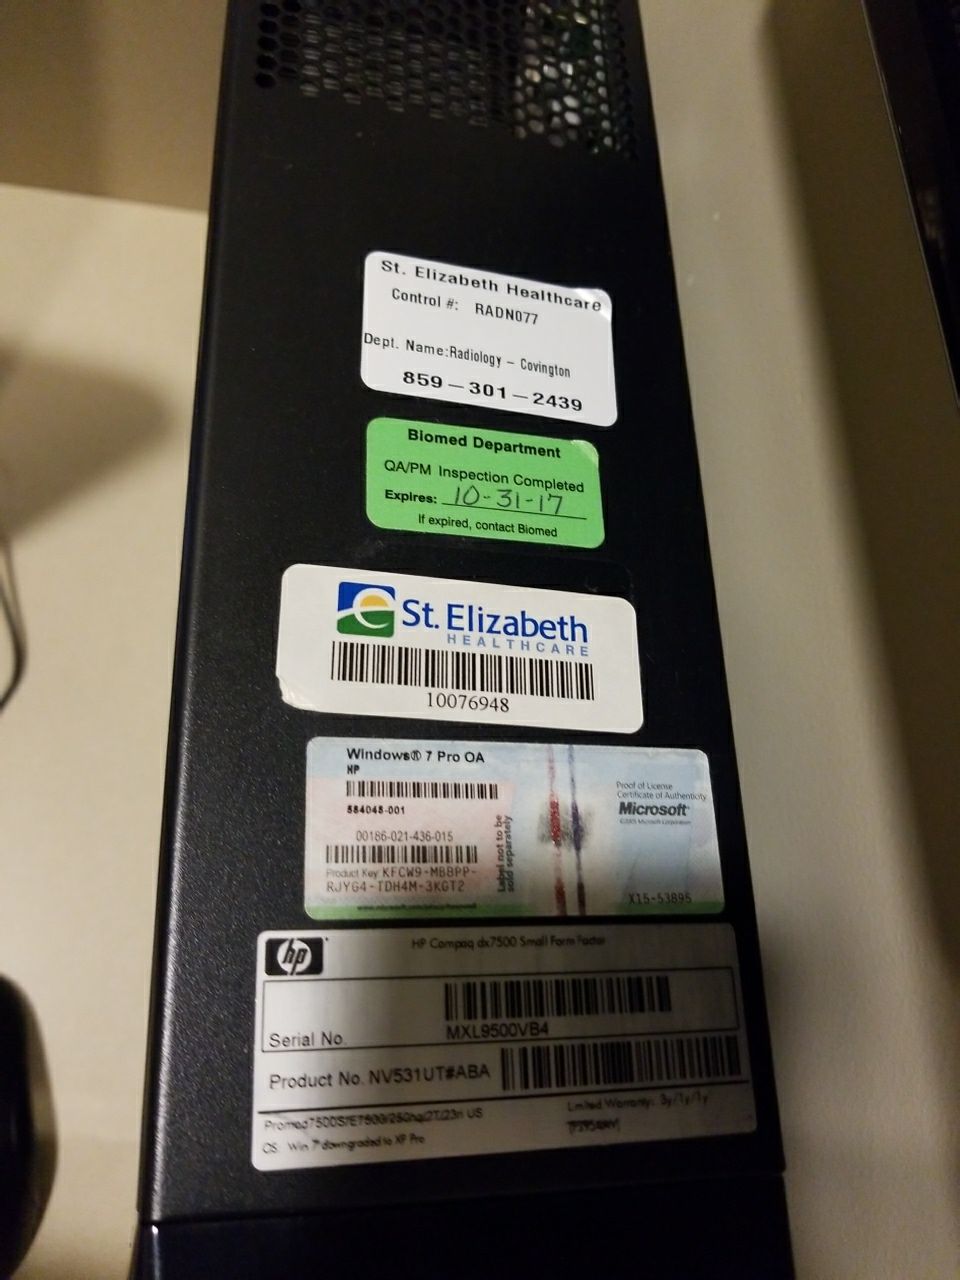 St. Elizabeth Healthcare
Control #: RADN077
Dept. Name:Radiology - Covington
859-301-2439
Biomed Department
QA/PM Inspection Completed
Expires: 10-31-17
If expired, contact Biomed
St. Elizabeth
HEALTHCARE
10076948
Windows® 7 Pro OA
HP
584045-001
00186-021-436-015
Product Key KFCW9-MBBPP-
RJYG4-TDH4M-3KGT2
Label not to be
sold separately
Proof of License
Certificate of Authenticity
Microsoft®
X15-53895
hp
HP Compaq dx7500 Small Form Factor
Serial No.
MXL9500VB4
Product No. NV531UT#ABA
US
Limited Warranty: 3y/1y/1y
OS Win 7 downgraded to XP Pro